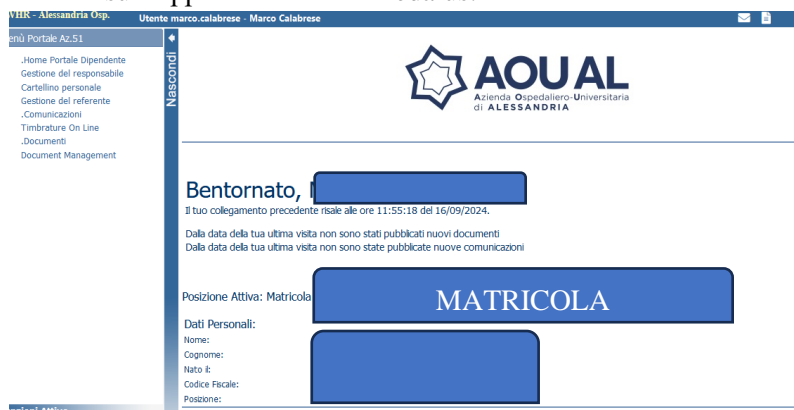 WHR - Alessandria Osp.
Utente marco.calabrese - Marco Calabrese
enù Portale Az.51
.Home Portale Dipendente
Gestione del responsabile
Cartellino personale
Gestione del referente
.Comunicazioni
Timbrature On Line
.Documenti
Document Management
Nascondi
AOUAL
Azienda Ospedaliero-Universitaria
di ALESSANDRIA
Bentornato,
Il tuo collegamento precedente risale alle ore 11:55:18 del 16/09/2024.
Dalla data della tua ultima visita non sono stati pubblicati nuovi documenti
Dalla data della tua ultima visita non sono state pubblicate nuove comunicazioni
Posizione Attiva: Matricola
MATRICOLA
Dati Personali:
Nome:
Cognome:
Nato il:
Codice Fiscale:
Posizione: